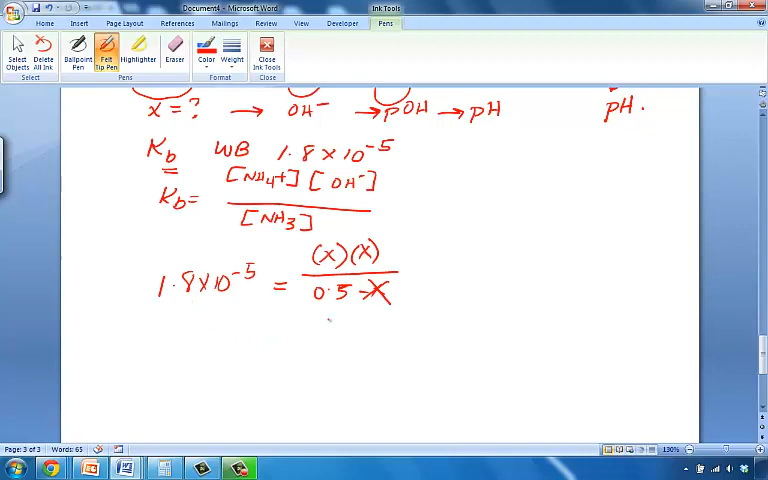 Document4 - Microsoft Word
Ink Tools
Home Insert Page Layout References Mailings Review View Developer Pens
Select Objects
Delete All Ink
Ballpoint Pen
Felt Tip Pen
Highlighter
Eraser
Color
Weight
Close Ink Tools
Select Pens Format Close
x = ? → OH⁻ → pOH → pH
pH.
Kb WB 1.8 x 10⁻⁵
Kb = [NH4+] [OH⁻]
[NH3]
(x)(x)
1.8x10⁻⁵ =
0.5 - x
Page: 3 of 3 Words: 65
130%